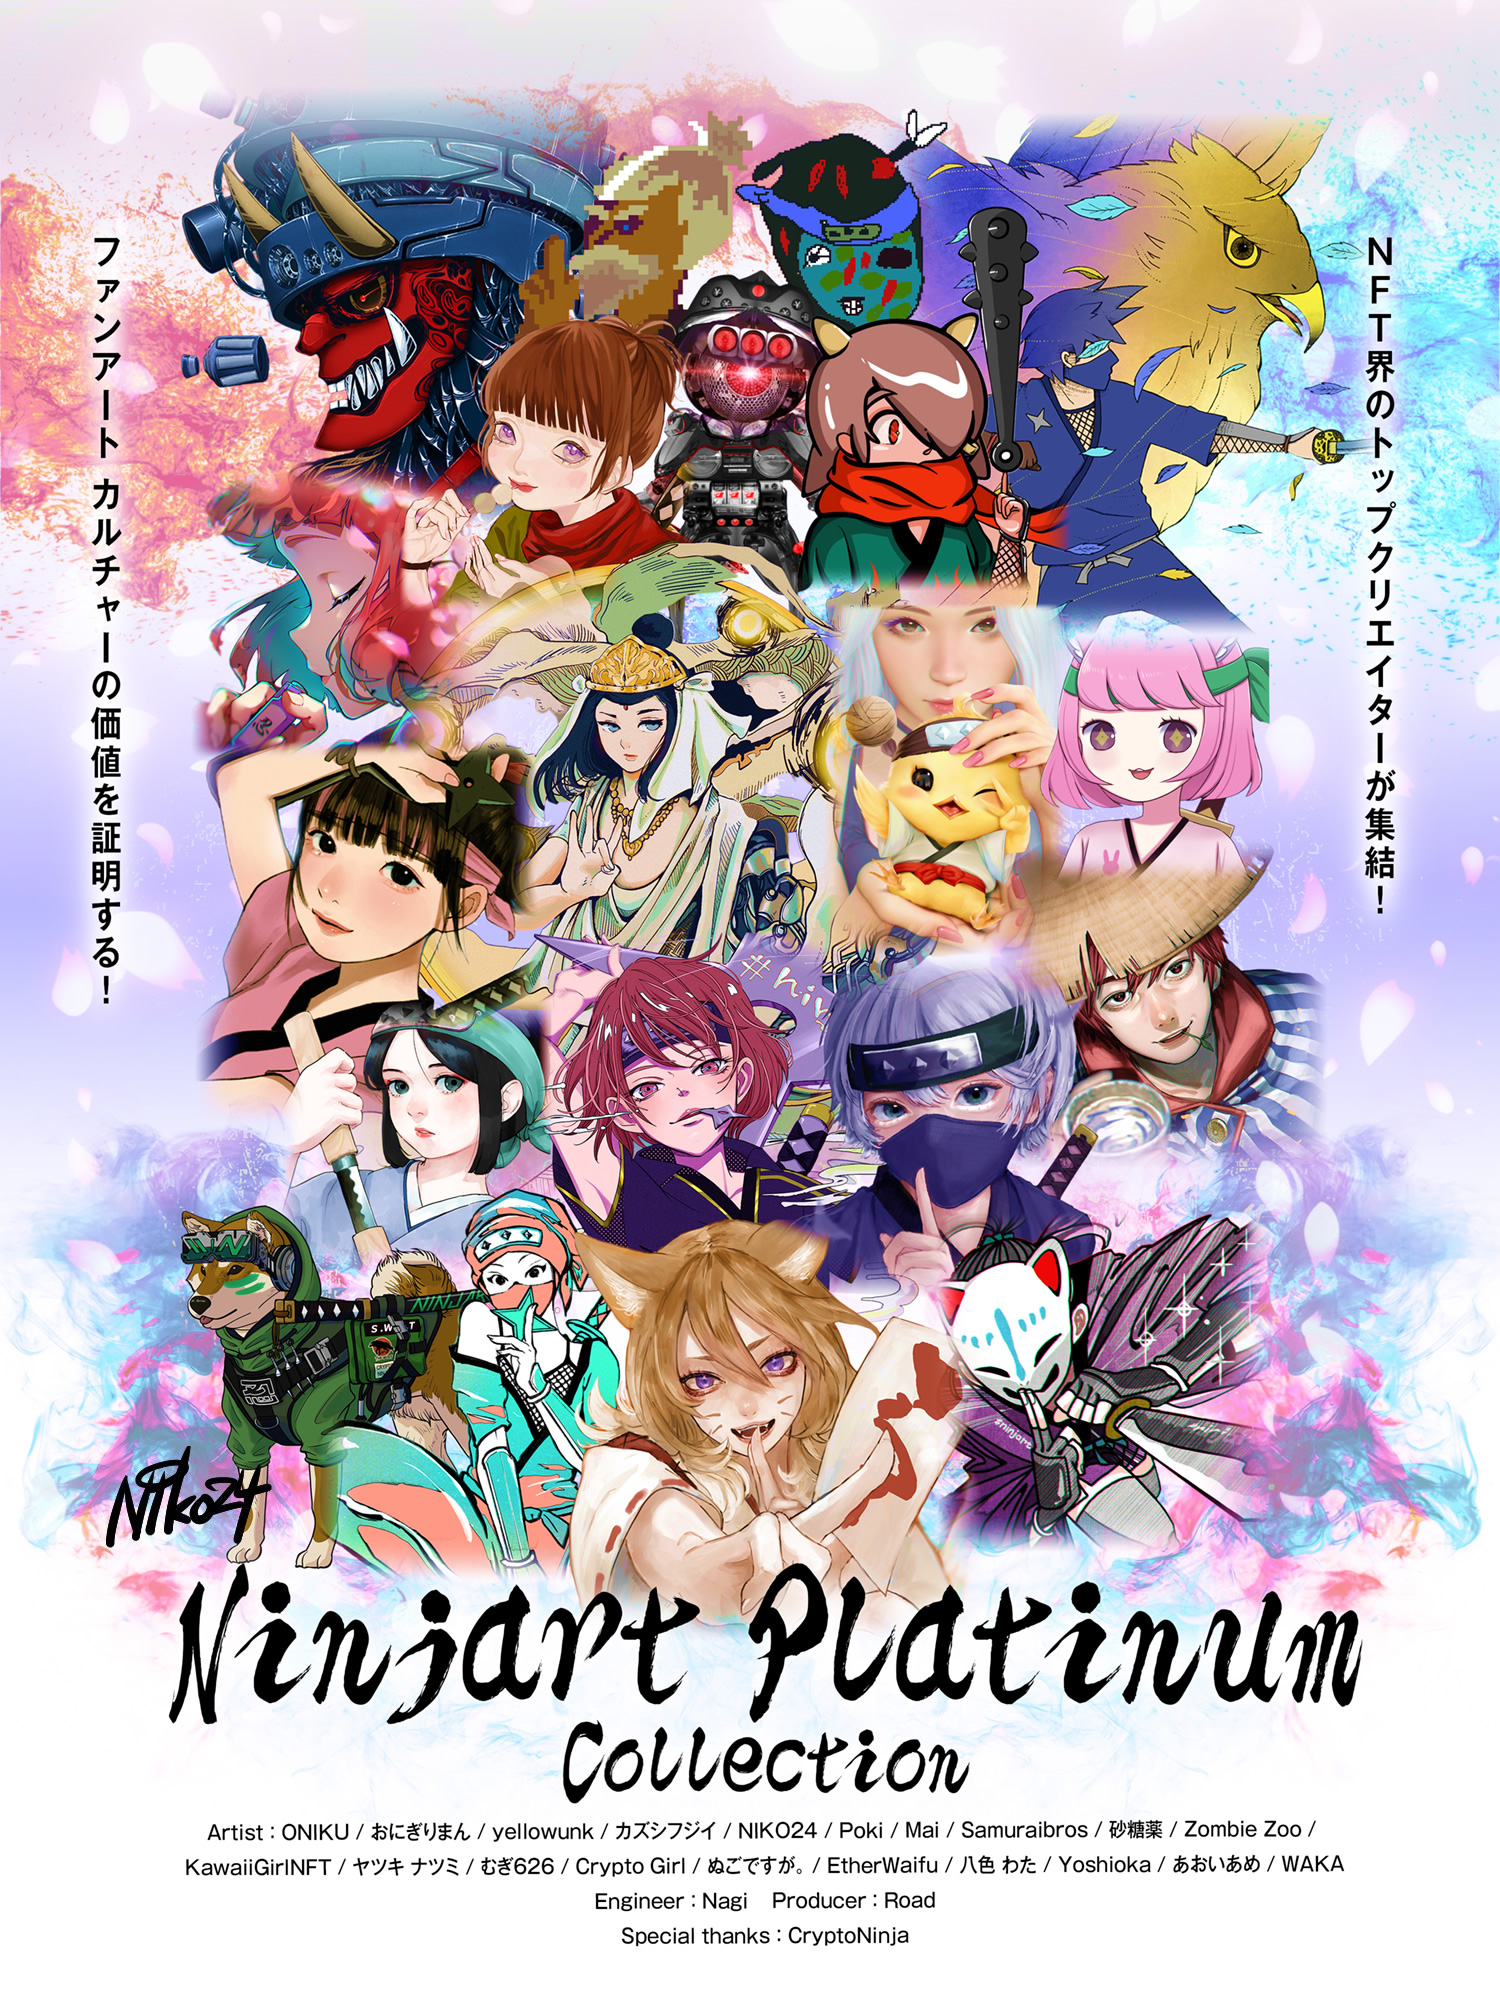 NFT界のトップクリエイターが集結！
ファンアートカルチャーの価値を証明する！
#niv
NINJAR
S.W
T
#ninjart
NIKO24
Ninjart Platinum
Collection
Artist : ONIKU / おにぎりまん / yellowunk / カズシフジイ / NIKO24 / Poki / Mai / Samuraibros / 砂糖薬 / Zombie Zoo /
KawaiiGirlNFT / ヤツキ ナツミ / むぎ626 / Crypto Girl / ぬごですが。 / EtherWaifu / 八色 わた / Yoshioka / あおいあめ / WAKA
Engineer : Nagi Producer : Road
Special thanks : CryptoNinja